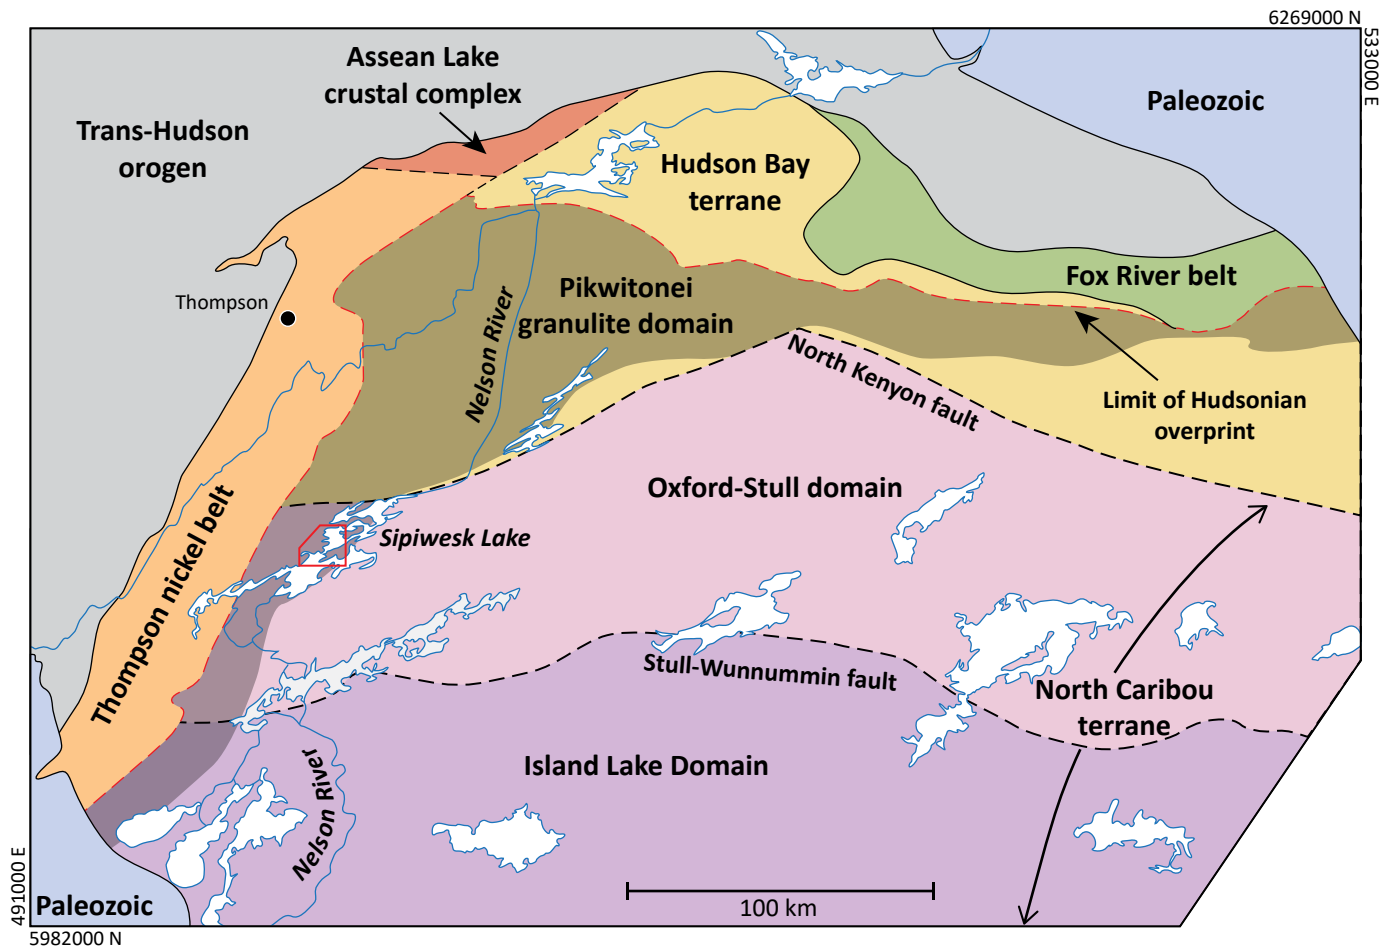 6269000 N
533000 E
Assean Lake
crustal complex
Paleozoic
Trans-Hudson
orogen
Hudson Bay
terrane
Fox River belt
Thompson
Pikwitonei
granulite domain
Nelson River
North Kenyon fault
Limit of Hudsonian
overprint
Oxford-Stull domain
Sipiwesk Lake
Thompson nickel belt
Stull-Wunnummin fault
North Caribou
terrane
Island Lake Domain
Nelson River
491000 E
Paleozoic
100 km
5982000 N